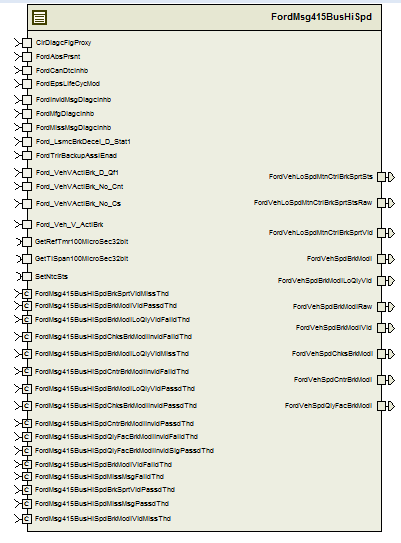 FordMsg415BusHiSpd
ClrDiagcFlgProxy
FordAbsPrsnt
FordCanDtcInhb
FordEpsLifeCycMod
FordInvldMsgDiagcInhb
FordMfgDiagcInhb
FordMissMsgDiagcInhb
Ford_LsmcBrkDecel_D_Stat1
FordTrlrBackupAssiEnad
Ford_VehVActlBrk_D_Qf1
Ford_VehVActlBrk_No_Cnt
Ford_VehVActlBrk_No_Cs
Ford_Veh_V_ActlBrk
GetRefTmr100MicroSec32bit
GetTiSpan100MicroSec32bit
SetNtcSts
FordMsg415BusHiSpdBrkSprtVldMissThd
FordMsg415BusHiSpdBrkModlVldPassdThd
FordMsg415BusHiSpdBrkModlLoQlyVldFaildThd
FordMsg415BusHiSpdChksBrkModlInvldFaildThd
FordMsg415BusHiSpdBrkModlLoQlyVldMissThd
FordMsg415BusHiSpdCntrBrkModlInvldFaildThd
FordMsg415BusHiSpdBrkModlLoQlyVldPassdThd
FordMsg415BusHiSpdChksBrkModlInvldPassdThd
FordMsg415BusHiSpdCntrBrkModlInvldPassdThd
FordMsg415BusHiSpdQlyFacBrkModlInvldFaildThd
FordMsg415BusHiSpdQlyFacBrkModlInvldSigPassdThd
FordMsg415BusHiSpdBrkModlVldFaildThd
FordMsg415BusHiSpdMissMsgFaildThd
FordMsg415BusHiSpdBrkSprtVldPassdThd
FordMsg415BusHiSpdMissMsgPassdThd
FordMsg415BusHiSpdBrkModlVldMissThd
FordVehLoSpdMtnCtrlBrkSprtSts
FordVehLoSpdMtnCtrlBrkSprtStsRaw
FordVehLoSpdMtnCtrlBrkSprtVld
FordVehSpdBrkModl
FordVehSpdBrkModlLoQlyVld
FordVehSpdBrkModlRaw
FordVehSpdBrkModlVld
FordVehSpdChksBrkModl
FordVehSpdCntrBrkModl
FordVehSpdQlyFacBrkModl